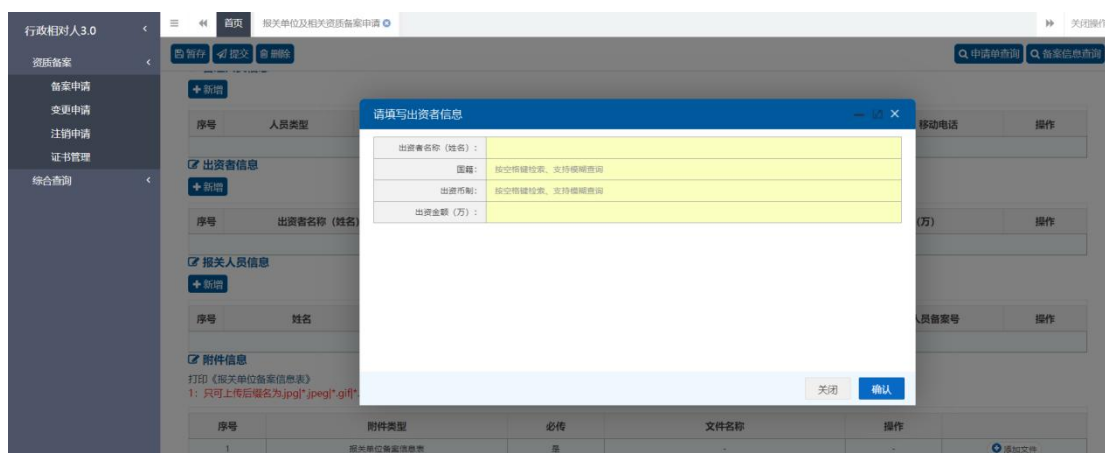 行政相对人3.0
首页
报关单位及相关资质备案申请
关闭操作
暂存
提交
删除
申请单查询
备案信息查询
资质备案
备案申请
变更申请
注销申请
证书管理
综合查询
新增
序号
人员类型
移动电话
操作
请填写出资者信息
出资者名称（姓名）：
国籍：
按空格键检索、支持模糊查询
出资币制：
按空格键检索、支持模糊查询
出资金额（万）：
出资者信息
新增
序号
出资者名称（姓名）
（万）
操作
报关人员信息
新增
序号
姓名
人员备案号
操作
附件信息
打印《报关单位备案信息表》
1：只可上传后缀名为.jpg|*.jpeg|*.gif|*.
关闭
确认
序号
附件类型
必传
文件名称
操作
1
报关单位备案信息表
是
-
-
添加文件